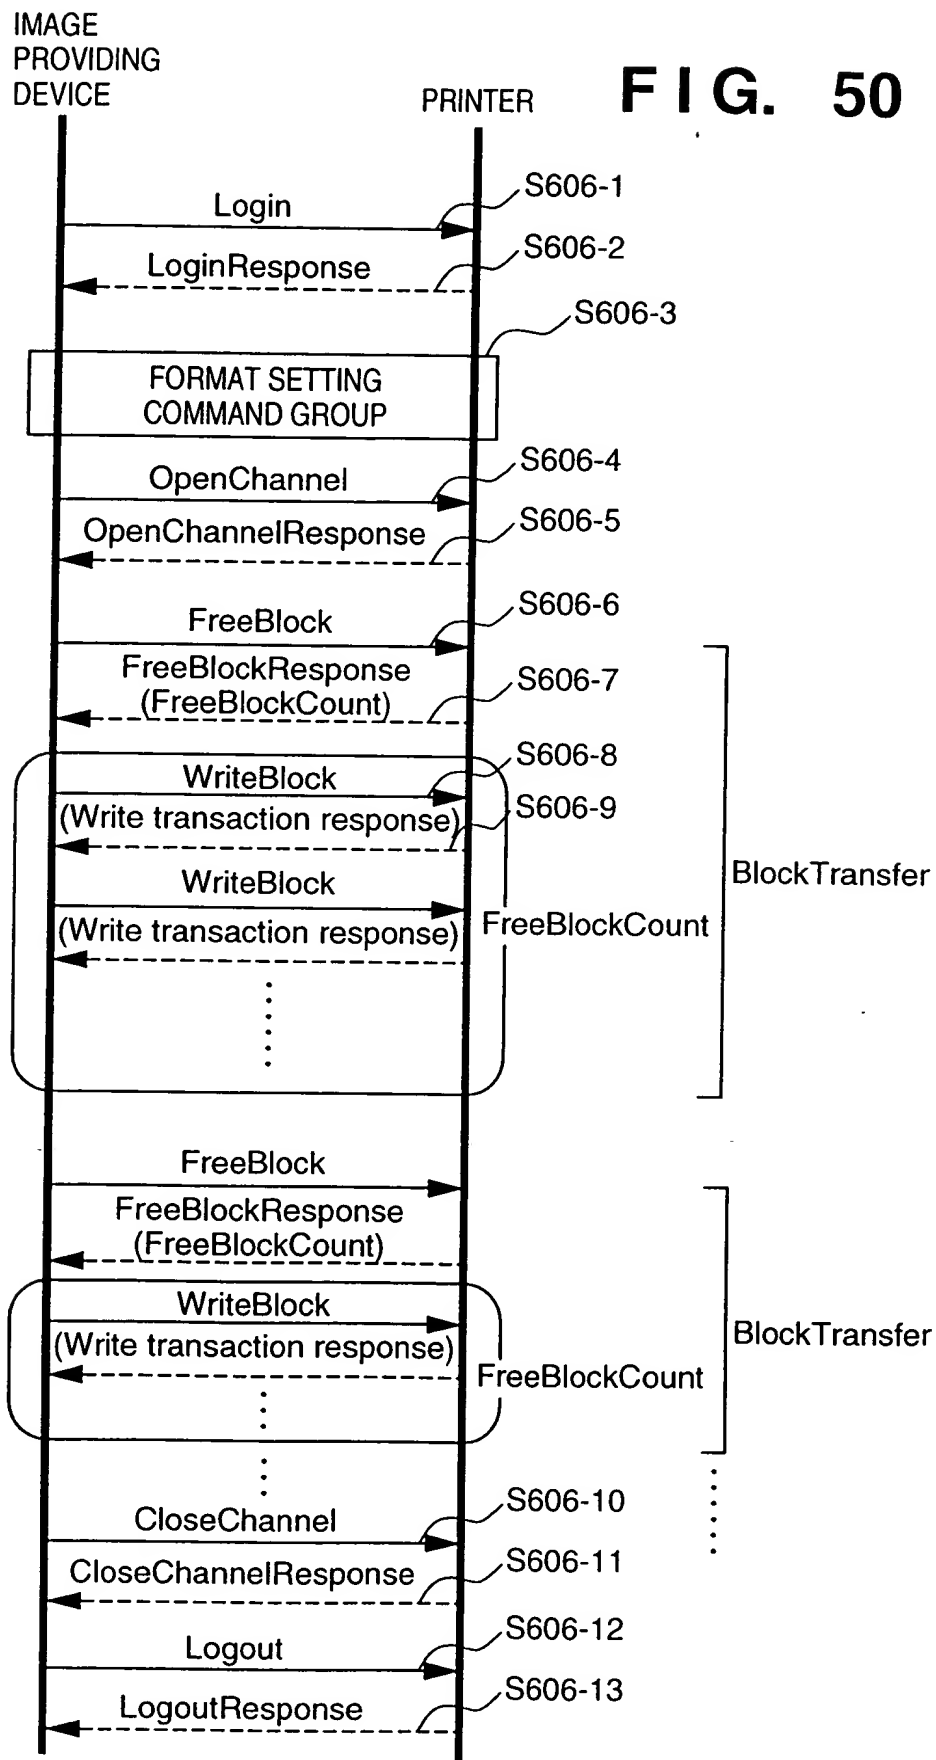 IMAGE
PROVIDING
DEVICE
PRINTER
FIG. 50
Login
S606-1
LoginResponse
S606-2
S606-3
FORMAT SETTING
COMMAND GROUP
OpenChannel
S606-4
OpenChannelResponse
S606-5
FreeBlock
S606-6
FreeBlockResponse
(FreeBlockCount)
S606-7
WriteBlock
S606-8
(Write transaction response)
S606-9
WriteBlock
(Write transaction response)
FreeBlockCount
BlockTransfer
FreeBlock
FreeBlockResponse
(FreeBlockCount)
WriteBlock
(Write transaction response)
FreeBlockCount
BlockTransfer
CloseChannel
S606-10
CloseChannelResponse
S606-11
Logout
S606-12
LogoutResponse
S606-13